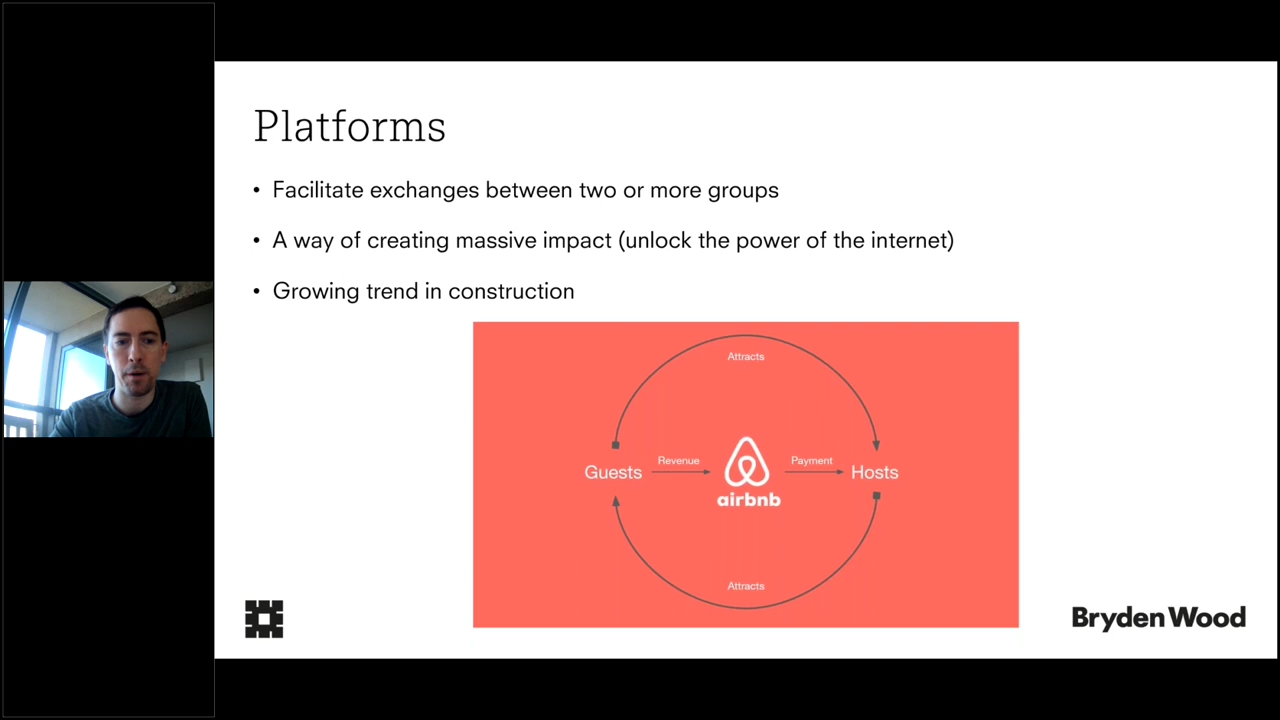 Platforms
• Facilitate exchanges between two or more groups
• A way of creating massive impact (unlock the power of the internet)
• Growing trend in construction
Attracts
Guests Revenue airbnb Payment Hosts
Attracts
Bryden Wood